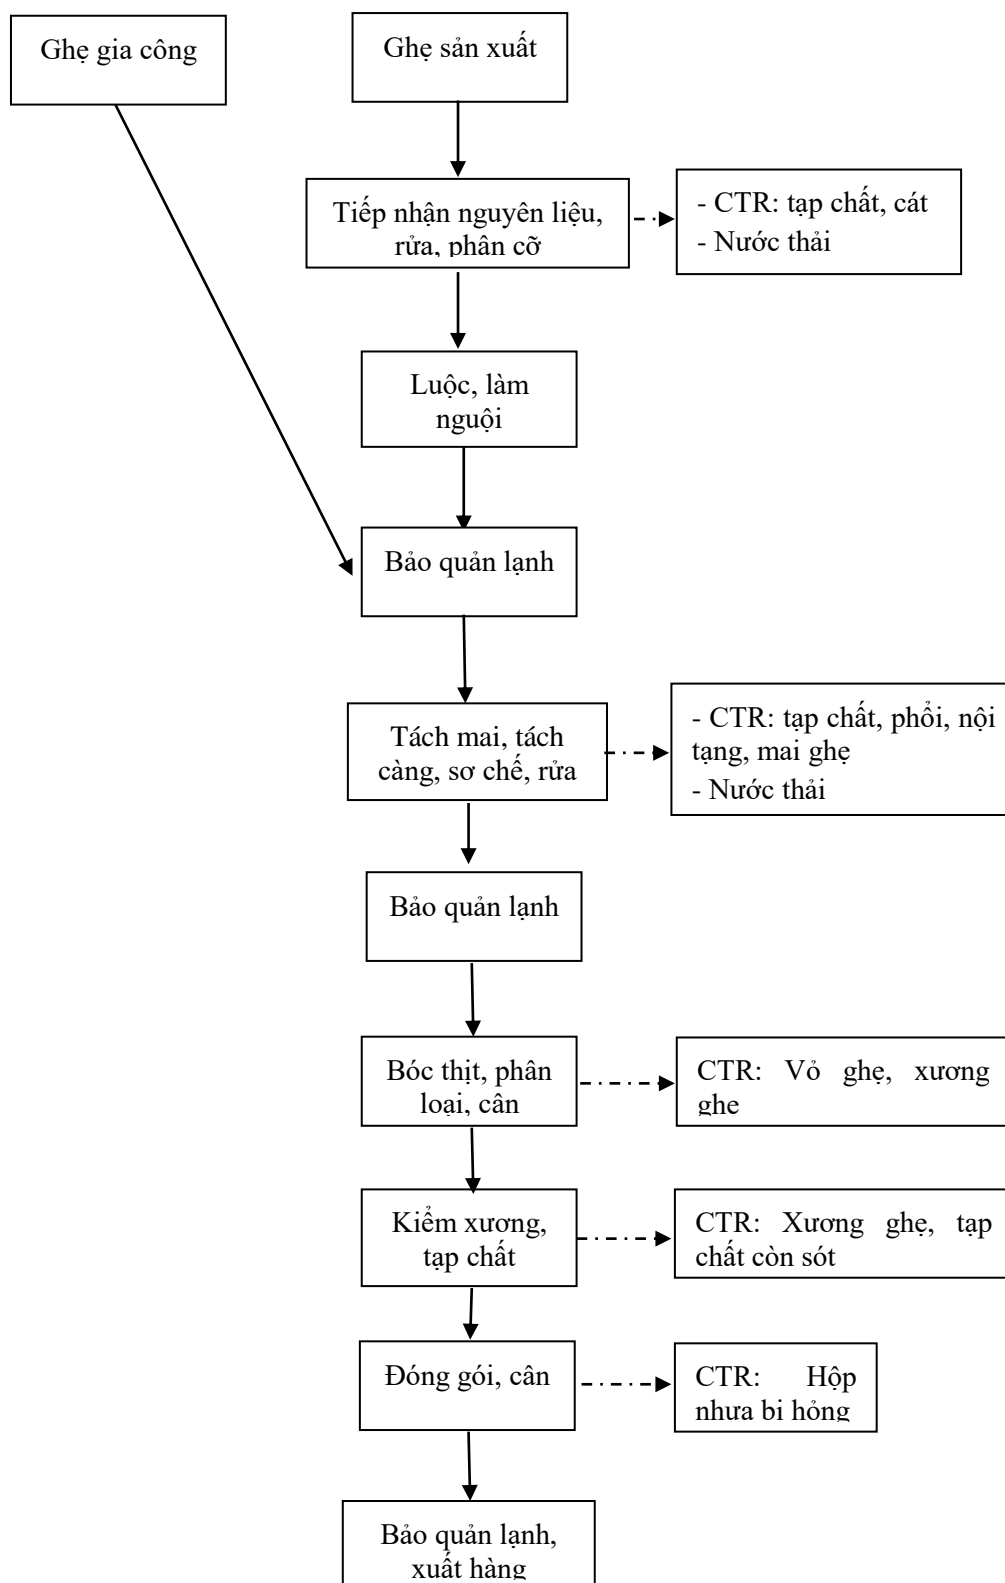 Ghẹ gia công
Ghẹ sản xuất
Tiếp nhận nguyên liệu,
rửa, phân cỡ
- CTR: tạp chất, cát
- Nước thải
Luộc, làm
nguội
Bảo quản lạnh
Tách mai, tách
càng, sơ chế, rửa
- CTR: tạp chất, phổi, nội
tạng, mai ghẹ
- Nước thải
Bảo quản lạnh
Bóc thịt, phân
loại, cân
CTR: Vỏ ghẹ, xương
ghẹ
Kiểm xương,
tạp chất
CTR: Xương ghẹ, tạp
chất còn sót
Đóng gói, cân
CTR: Hộp
nhựa bị hỏng
Bảo quản lạnh,
xuất hàng